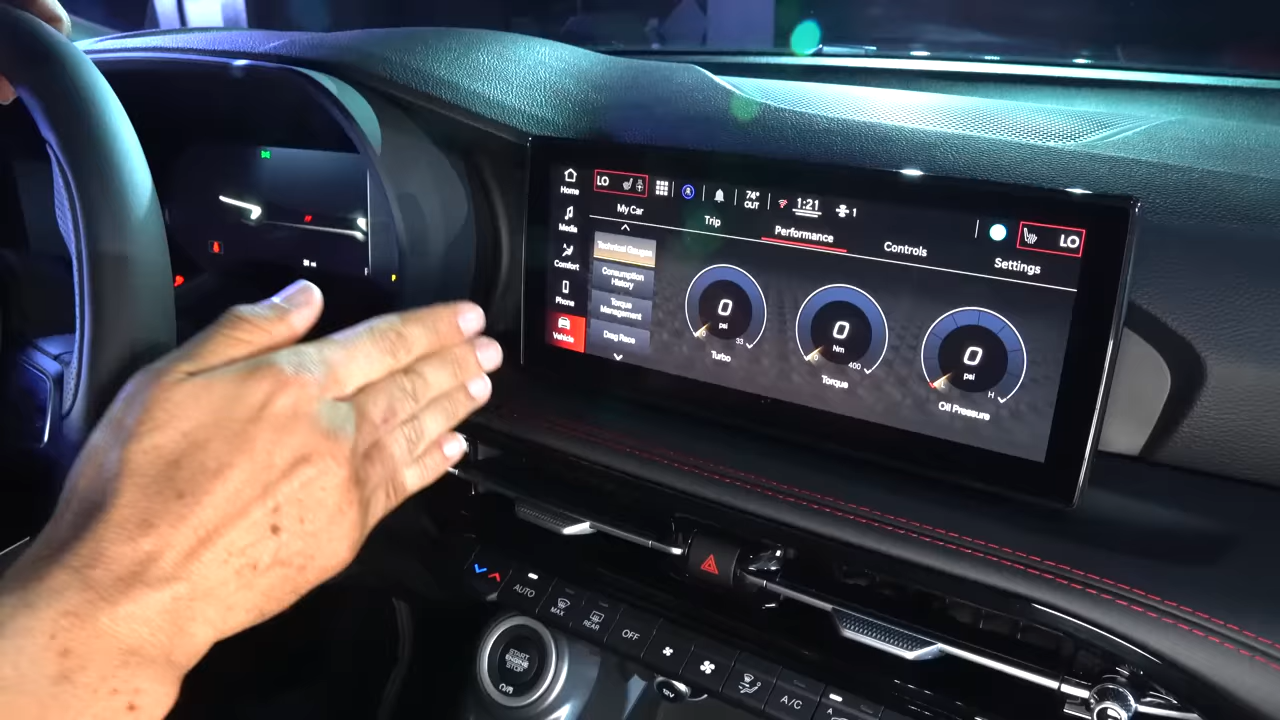 Home
LO
74°
OUT
1:21
1
LO
Media
My Car
Trip
Performance
Controls
Settings
Comfort
Technical Gauges
Consumption
History
Phone
Torque
Management
Vehicle
Drag Race
0
psi
33
Turbo
0
Nm
0
400
Torque
0
psi
L
H
Oil Pressure
AUTO
MAX
REAR
OFF
A/C
START
ENGINE
STOP
12V